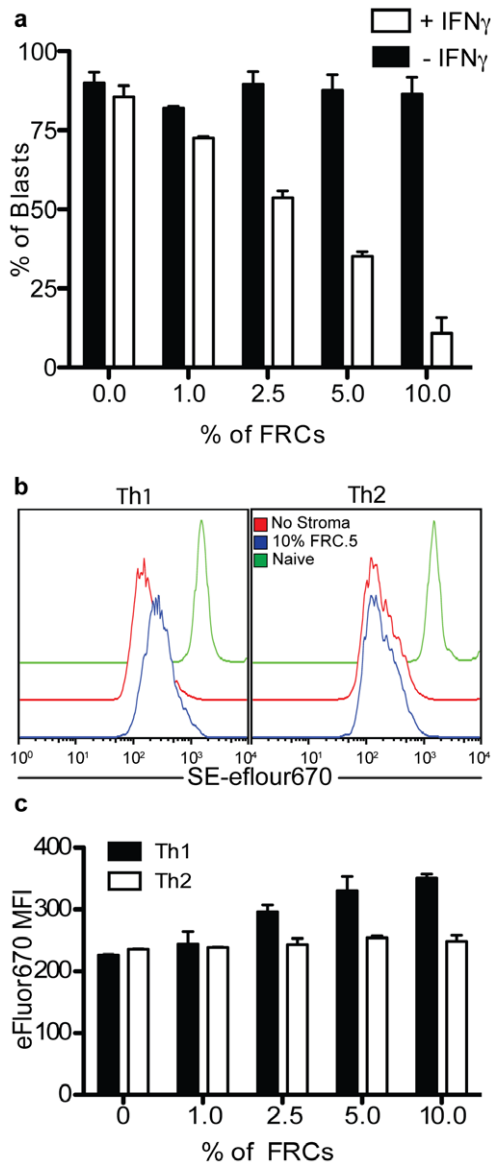 a
+ IFNγ
- IFNγ
100
75
50
25
0
% of Blasts
0.0 1.0 2.5 5.0 10.0
% of FRCs
b
Th1 Th2
No Stroma
10% FRC.5
Naive
10⁰ 10¹ 10² 10³ 10⁴ 10¹ 10² 10³ 10⁴
SE-eflour670
c
Th1
Th2
400
300
200
100
0
eFluor670 MFI
0 1.0 2.5 5.0 10.0
% of FRCs